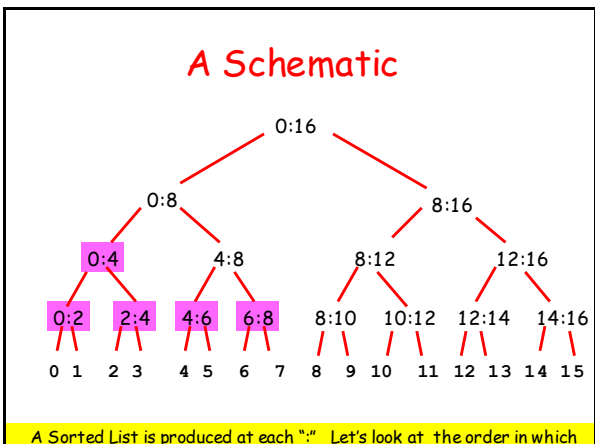 A Schematic
0:16
0:8 8:16
0:4 4:8 8:12 12:16
0:2 2:4 4:6 6:8 8:10 10:12 12:14 14:16
0 1 2 3 4 5 6 7 8 9 10 11 12 13 14 15
A Sorted List is produced at each “:” Let’s look at the order in which